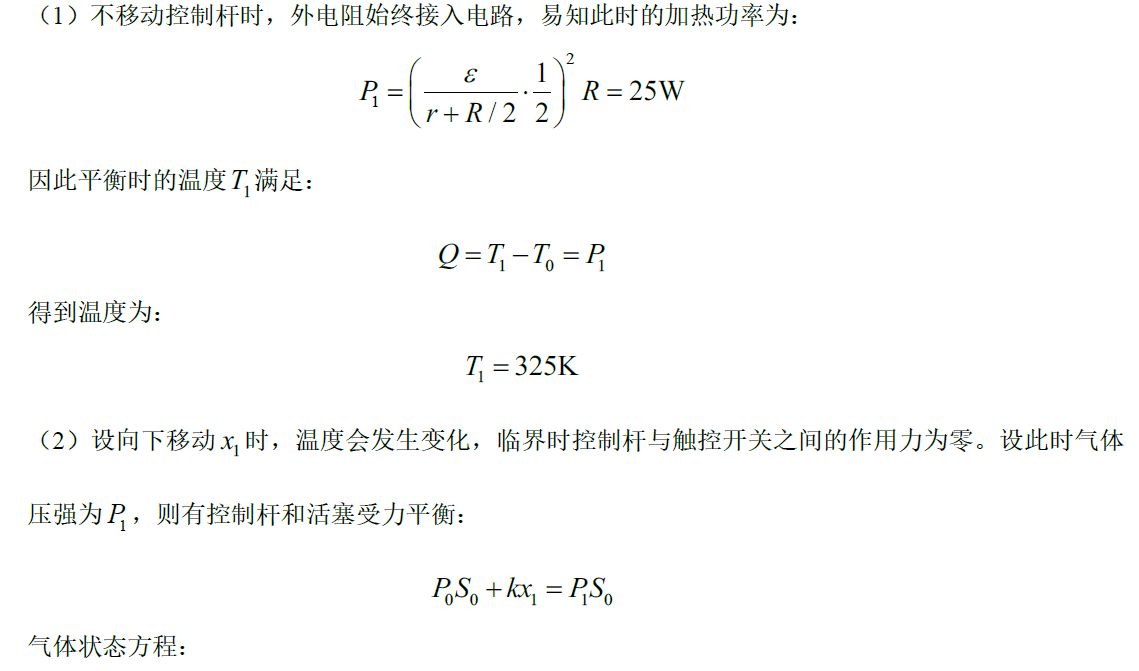 （1）不移动控制杆时，外电阻始终接入电路，易知此时的加热功率为：
P₁ = (ε/(r + R/2) · 1/2)² R = 25W
因此平衡时的温度T₁满足：
Q = T₁ − T₀ = P₁
得到温度为：
T₁ = 325K
（2）设向下移动x₁时，温度会发生变化，临界时控制杆与触控开关之间的作用力为零。设此时气体
压强为P₁，则有控制杆和活塞受力平衡：
P₀S₀ + kx₁ = P₁S₀
气体状态方程：